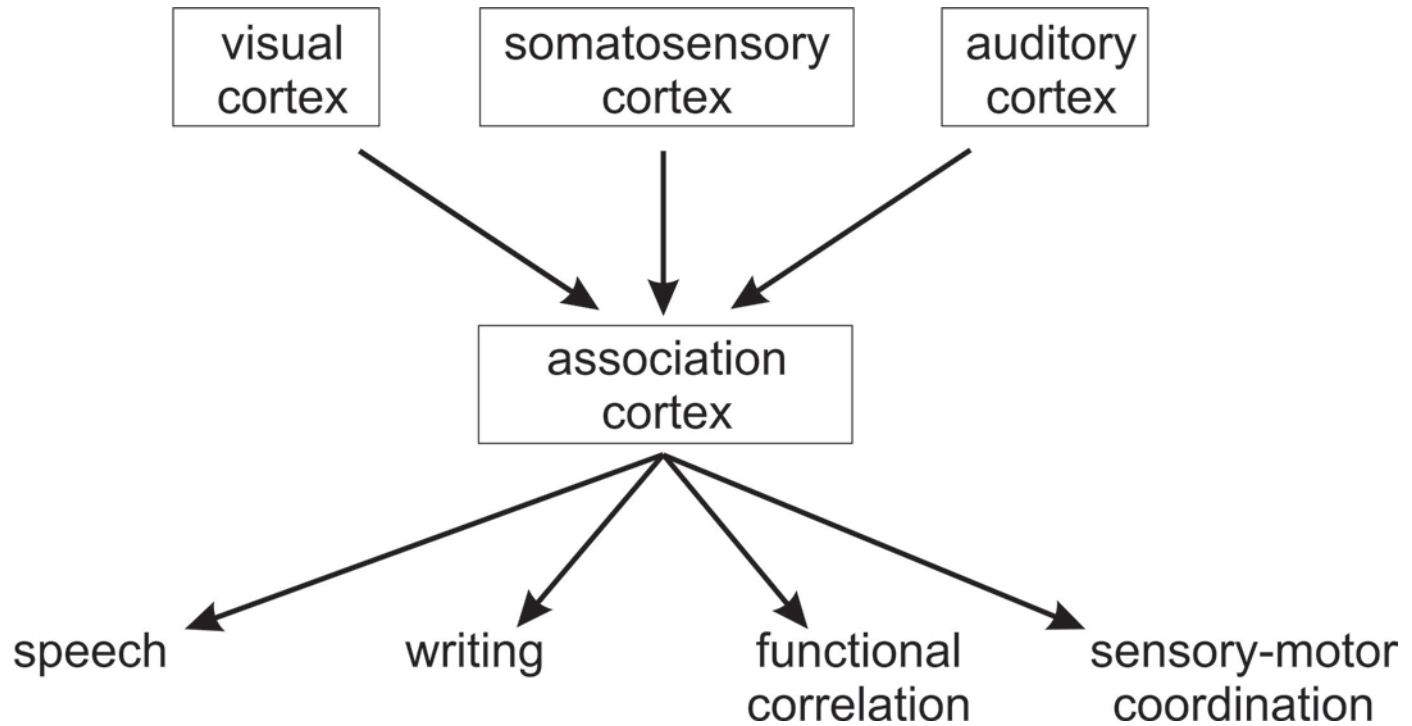 visual
cortex
somatosensory
cortex
auditory
cortex
association
cortex
speech
writing
functional
correlation
sensory-motor
coordination